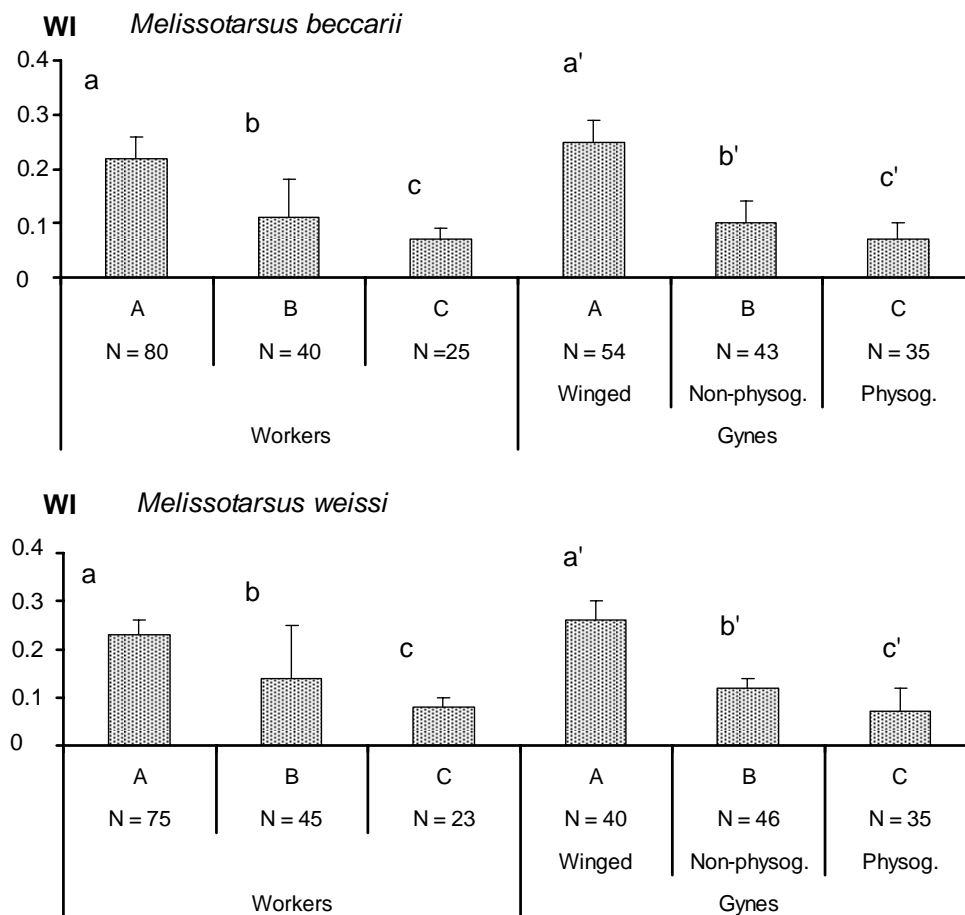 WI Melissotarsus beccarii
0.4
0.3
0.2
0.1
0
a b c a' b' c'
A B C A B C
N = 80 N = 40 N =25 N = 54 N = 43 N = 35
Winged Non-physog. Physog.
Workers Gynes
WI Melissotarsus weissi
0.4
0.3
0.2
0.1
0
a b c a' b' c'
A B C A B C
N = 75 N = 45 N = 23 N = 40 N = 46 N = 35
Winged Non-physog. Physog.
Workers Gynes